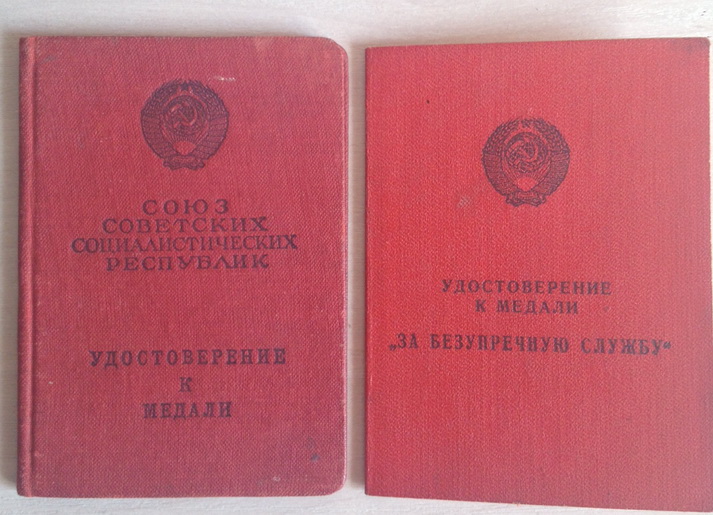 СОЮЗ
СОВЕТСКИХ
СОЦИАЛИСТИЧЕСКИХ
РЕСПУБЛИК
УДОСТОВЕРЕНИЕ
К
МЕДАЛИ
УДОСТОВЕРЕНИЕ
К МЕДАЛИ
„ЗА БЕЗУПРЕЧНУЮ СЛУЖБУ“